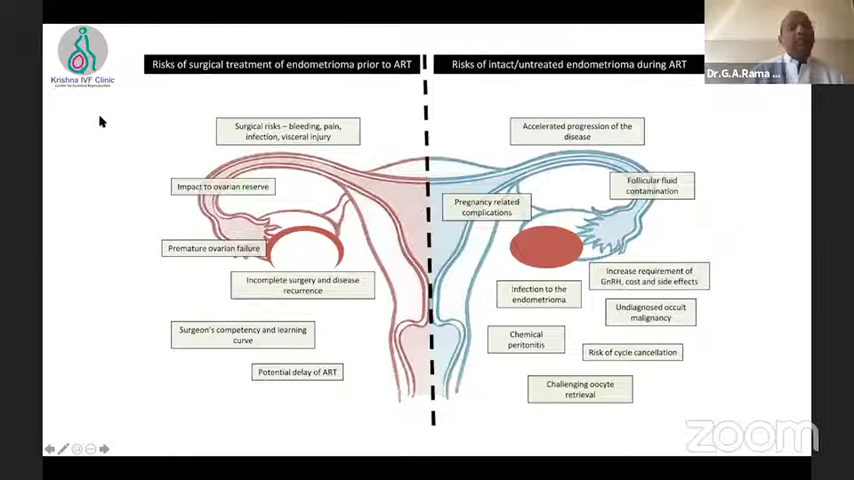 Krishna IVF Clinic
Center for Assisted Reproduction
Risks of surgical treatment of endometrioma prior to ART
Risks of intact/untreated endometrioma during ART
Dr.G.A.Rama ...
Surgical risks – bleeding, pain,
infection, visceral injury
Impact to ovarian reserve
Premature ovarian failure
Incomplete surgery and disease
recurrence
Surgeon's competency and learning
curve
Potential delay of ART
Accelerated progression of the
disease
Follicular fluid
contamination
Pregnancy related
complications
Increase requirement of
GnRH, cost and side effects
Infection to the
endometrioma
Undiagnosed occult
malignancy
Chemical
peritonitis
Risk of cycle cancellation
Challenging oocyte
retrieval
zoom